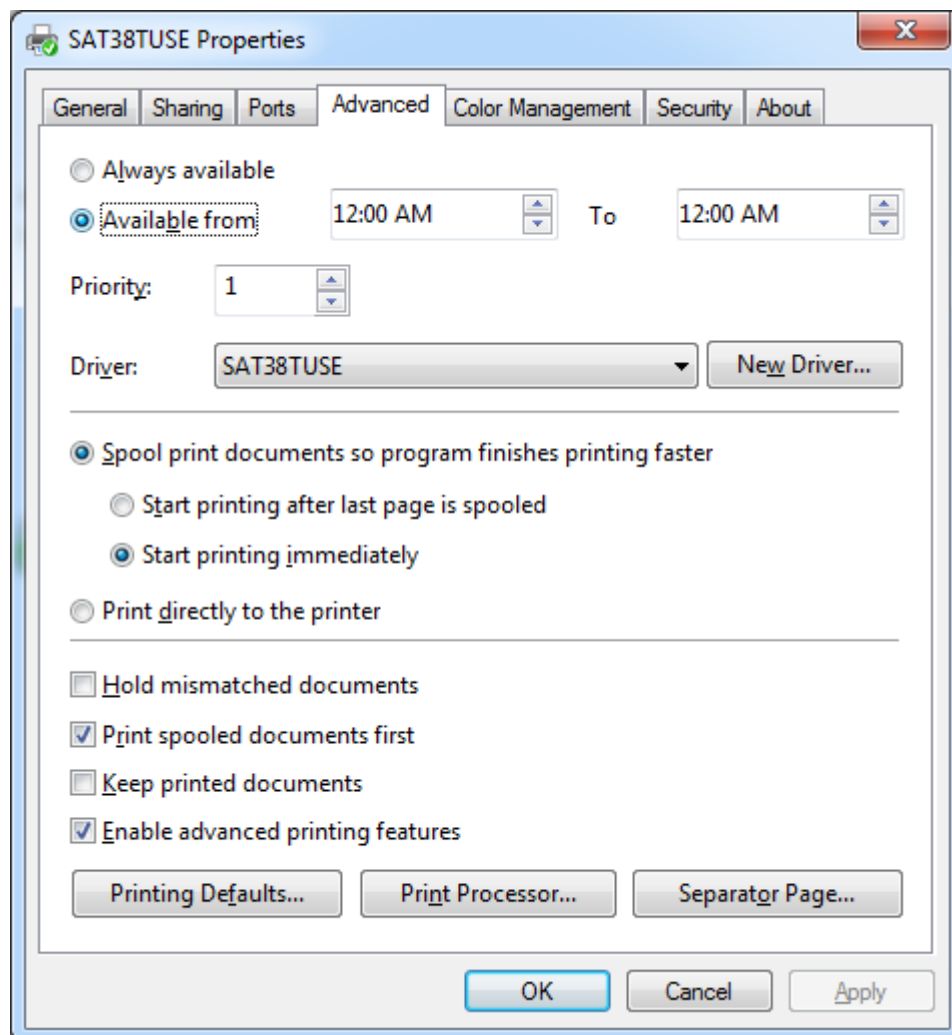 SAT38TUSE Properties
General Sharing Ports Advanced Color Management Security About
Always available
Available from 12:00 AM To 12:00 AM
Priority: 1
Driver: SAT38TUSE New Driver...
Spool print documents so program finishes printing faster
Start printing after last page is spooled
Start printing immediately
Print directly to the printer
Hold mismatched documents
Print spooled documents first
Keep printed documents
Enable advanced printing features
Printing Defaults... Print Processor... Separator Page...
OK Cancel Apply